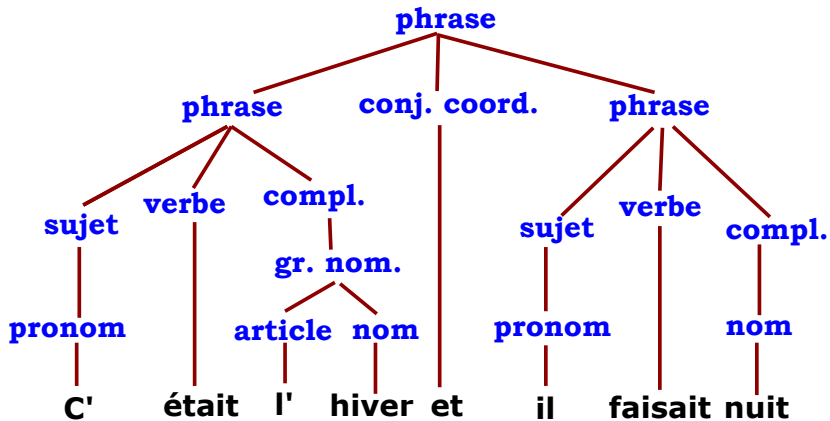 phrase
phrase conj. coord. phrase
sujet verbe compl. sujet verbe compl.
gr. nom.
pronom article nom pronom nom
C' était l' hiver et il faisait nuit